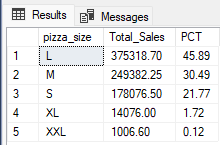 Results Messages
pizza_size Total_Sales PCT
1 L 375318.70 45.89
2 M 249382.25 30.49
3 S 178076.50 21.77
4 XL 14076.00 1.72
5 XXL 1006.60 0.12